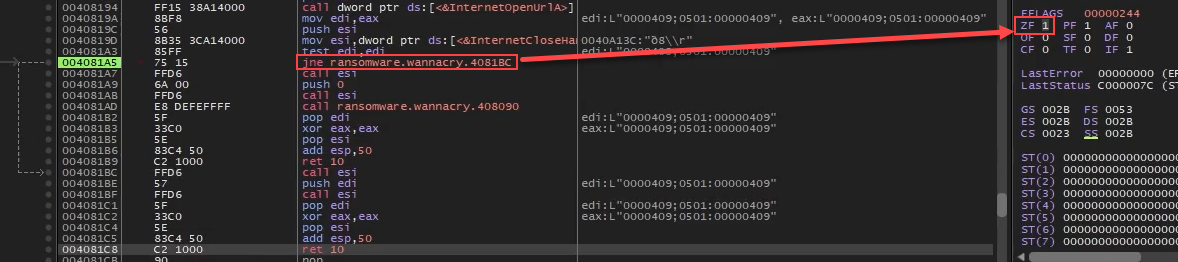 00408194 FF15 38A14000 call dword ptr ds:[<&InternetOpenUrlA>]
0040819A 8BF8 mov edi,eax edi:L"0000409;0501:00000409", eax:L"0000409;0501:00000409"
0040819C 56 push esi
0040819D 8B35 3CA14000 mov esi,dword ptr ds:[<&InternetCloseHan 0040A13C:"ð8\\r"
004081A3 85FF test edi,edi edi:L"0000409;0501:00000409"
004081A5 75 15 jne ransomware.wannacry.4081BC
004081A7 FFD6 call esi
004081A9 6A 00 push 0
004081AB FFD6 call esi
004081AD E8 DEFEFFFF call ransomware.wannacry.408090
004081B2 5F pop edi edi:L"0000409;0501:00000409"
004081B3 33C0 xor eax,eax eax:L"0000409;0501:00000409"
004081B5 5E pop esi
004081B6 83C4 50 add esp,50
004081B9 C2 1000 ret 10
004081BC FFD6 call esi
004081BE 57 push edi edi:L"0000409;0501:00000409"
004081BF FFD6 call esi
004081C1 5F pop edi edi:L"0000409;0501:00000409"
004081C2 33C0 xor eax,eax eax:L"0000409;0501:00000409"
004081C4 5E pop esi
004081C5 83C4 50 add esp,50
004081C8 C2 1000 ret 10
004081CB 90 nop
EFLAGS 00000244
ZF 1 PF 1 AF 0
OF 0 SF 0 DF 0
CF 0 TF 0 IF 1
LastError 00000000 (ER
LastStatus C000007C (ST
GS 002B FS 0053
ES 002B DS 002B
CS 0023 SS 002B
ST(0) 0000000000000000
ST(1) 0000000000000000
ST(2) 0000000000000000
ST(3) 0000000000000000
ST(4) 0000000000000000
ST(5) 0000000000000000
ST(6) 0000000000000000
ST(7) 0000000000000000